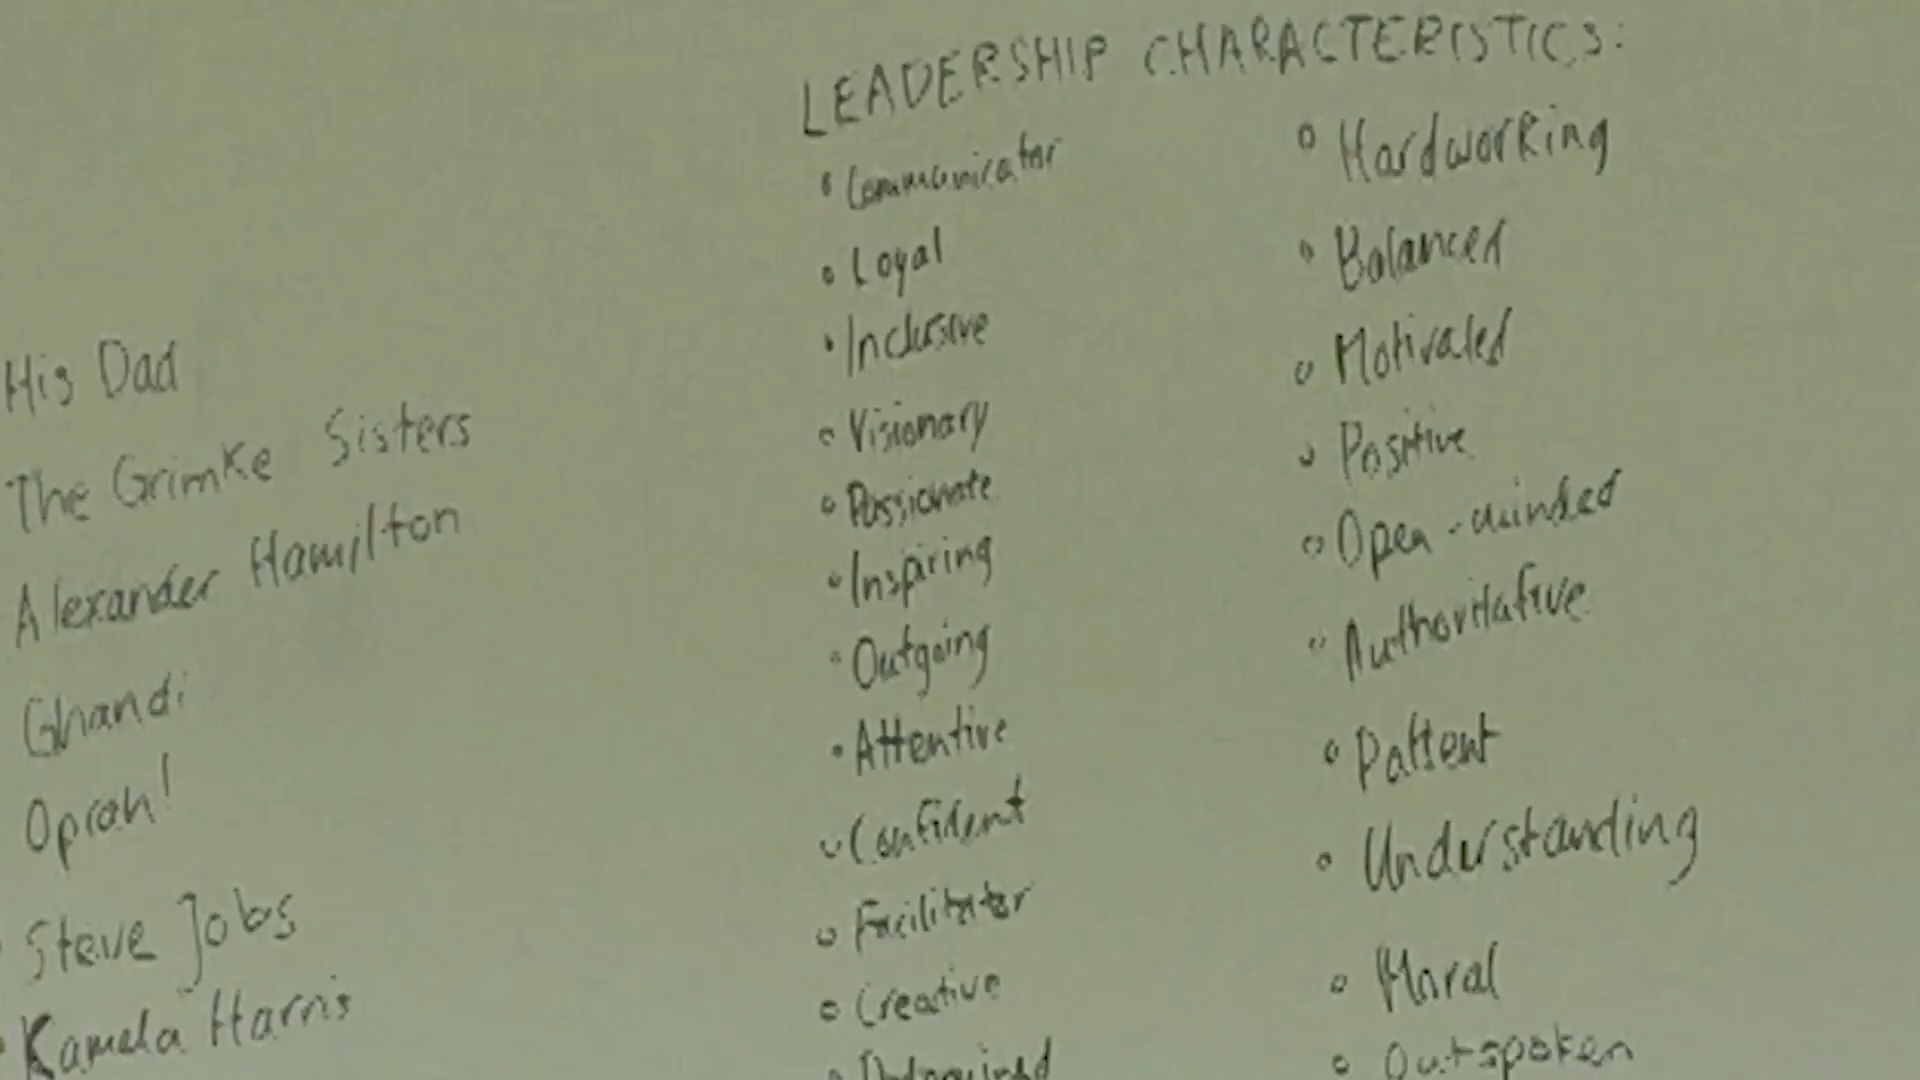 His Dad
The Grimke Sisters
Alexander Hamilton
Ghandi
Oprah!
Steve Jobs
Kamela Harris
LEADERSHIP CHARACTERISTICS:
• Communicator
• Loyal
• Inclusive
• Visionary
• Passionate
• Inspiring
• Outgoing
• Attentive
• Confident
• Facilitator
• Creative
• Determined
• Hardworking
• Balanced
• Motivated
• Positive
• Open-minded
• Authoritative
• Patient
• Understanding
• Moral
• Outspoken